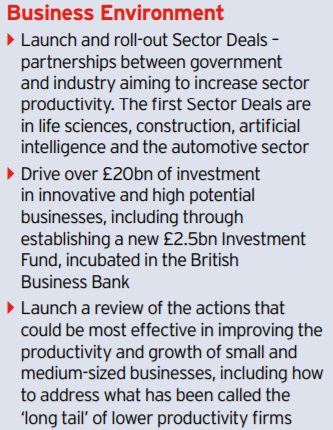 Business Environment
Launch and roll-out Sector Deals –
partnerships between government
and industry aiming to increase sector
productivity. The first Sector Deals are
in life sciences, construction, artificial
intelligence and the automotive sector
Drive over £20bn of investment
in innovative and high potential
businesses, including through
establishing a new £2.5bn Investment
Fund, incubated in the British
Business Bank
Launch a review of the actions that
could be most effective in improving the
productivity and growth of small and
medium-sized businesses, including how
to address what has been called the
‘long tail’ of lower productivity firms